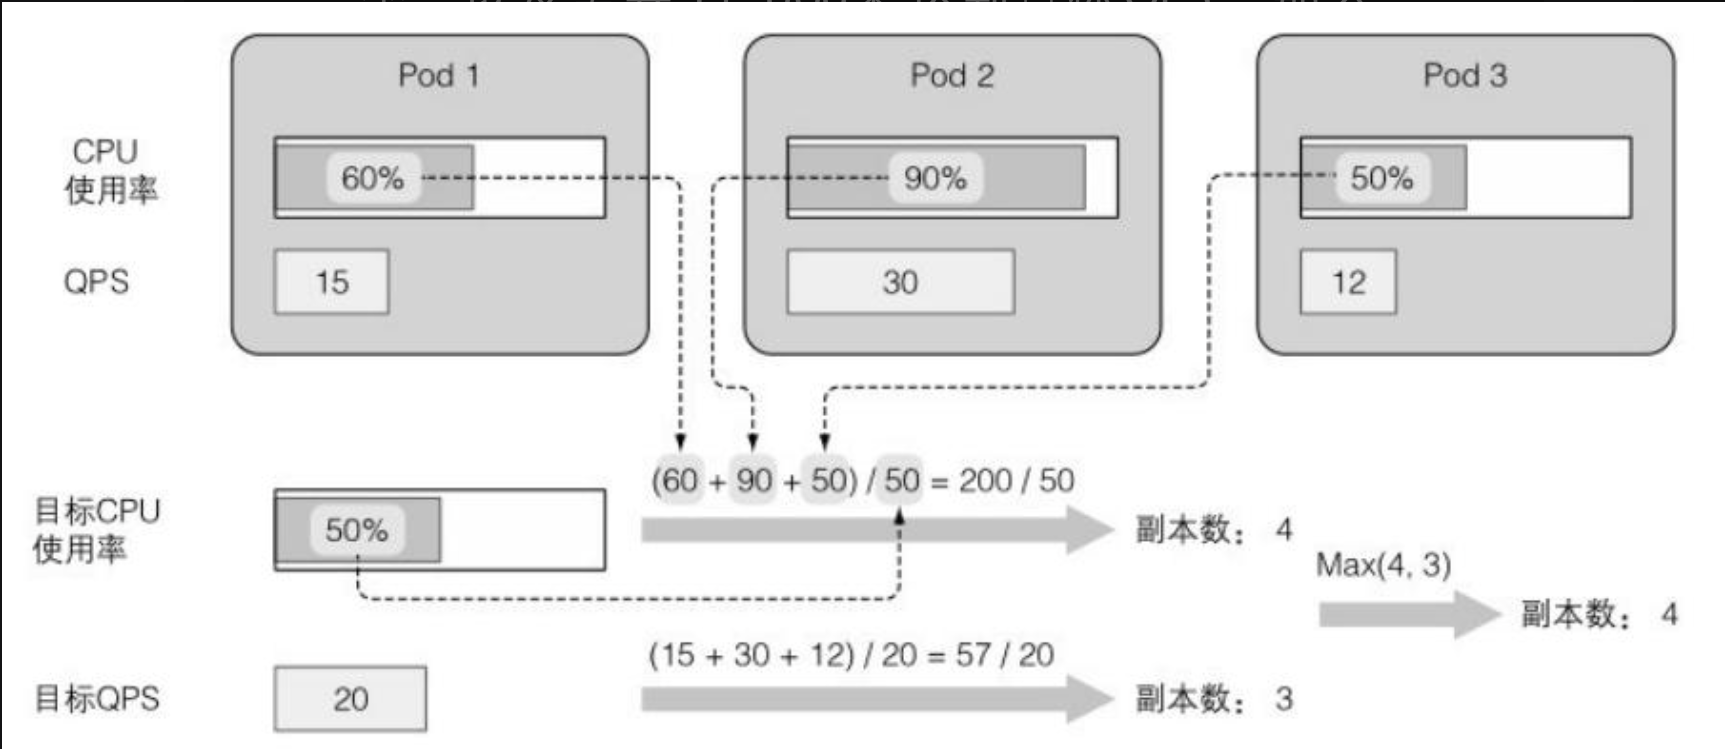 Pod 1
Pod 2
Pod 3
CPU
使用率
60%
90%
50%
QPS
15
30
12
(60 + 90 + 50) / 50 = 200 / 50
目标CPU
使用率
50%
副本数： 4
Max(4, 3)
副本数： 4
(15 + 30 + 12) / 20 = 57 / 20
目标QPS
20
副本数： 3